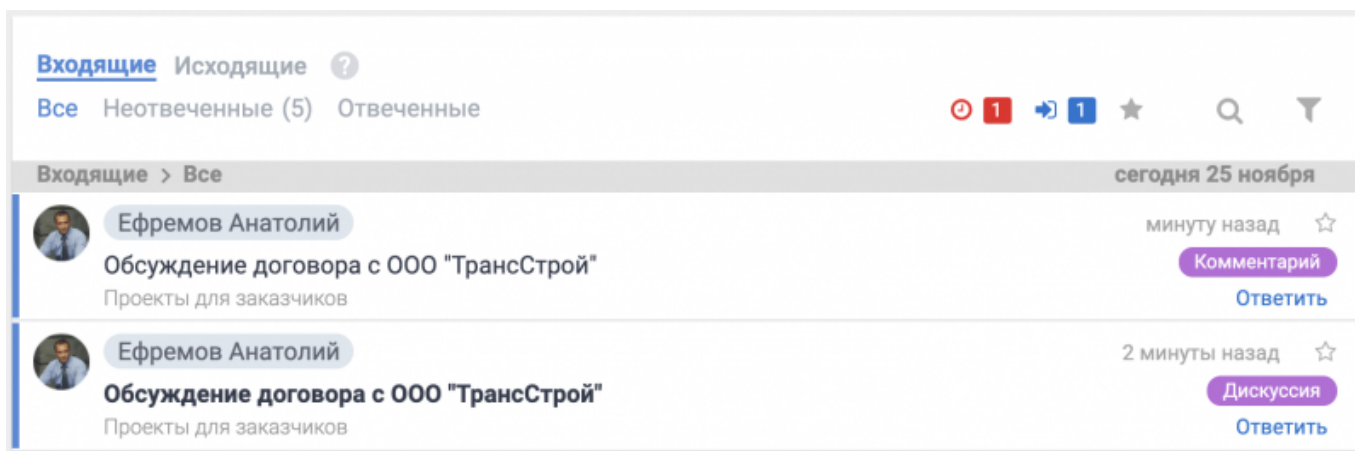 Входящие Исходящие ?
Все Неотвеченные (5) Отвеченные 1 1
Входящие > Все сегодня 25 ноября
Ефремов Анатолий минуту назад
Обсуждение договора с ООО "ТрансСтрой" Комментарий
Проекты для заказчиков Ответить
Ефремов Анатолий 2 минуты назад
Обсуждение договора с ООО "ТрансСтрой" Дискуссия
Проекты для заказчиков Ответить